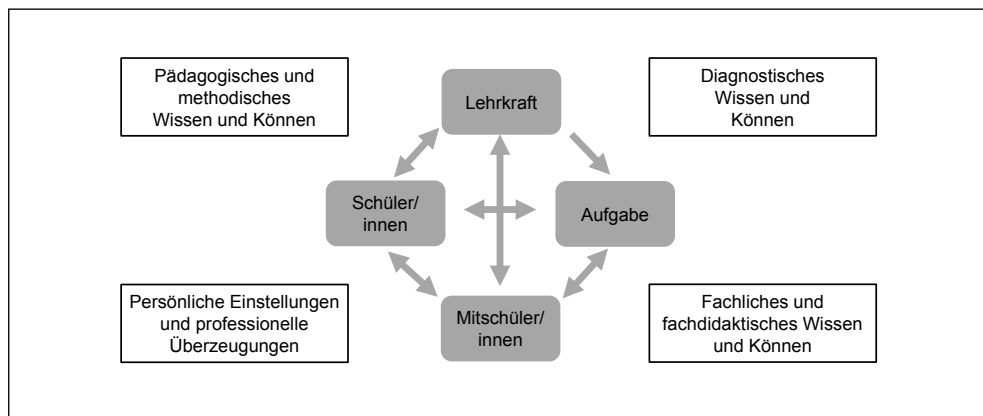 Pädagogisches und
methodisches
Wissen und Können
Lehrkraft
Diagnostisches
Wissen und
Können
Schüler/
innen
Aufgabe
Persönliche Einstellungen
und professionelle
Überzeugungen
Mitschüler/
innen
Fachliches und
fachdidaktisches Wissen
und Können